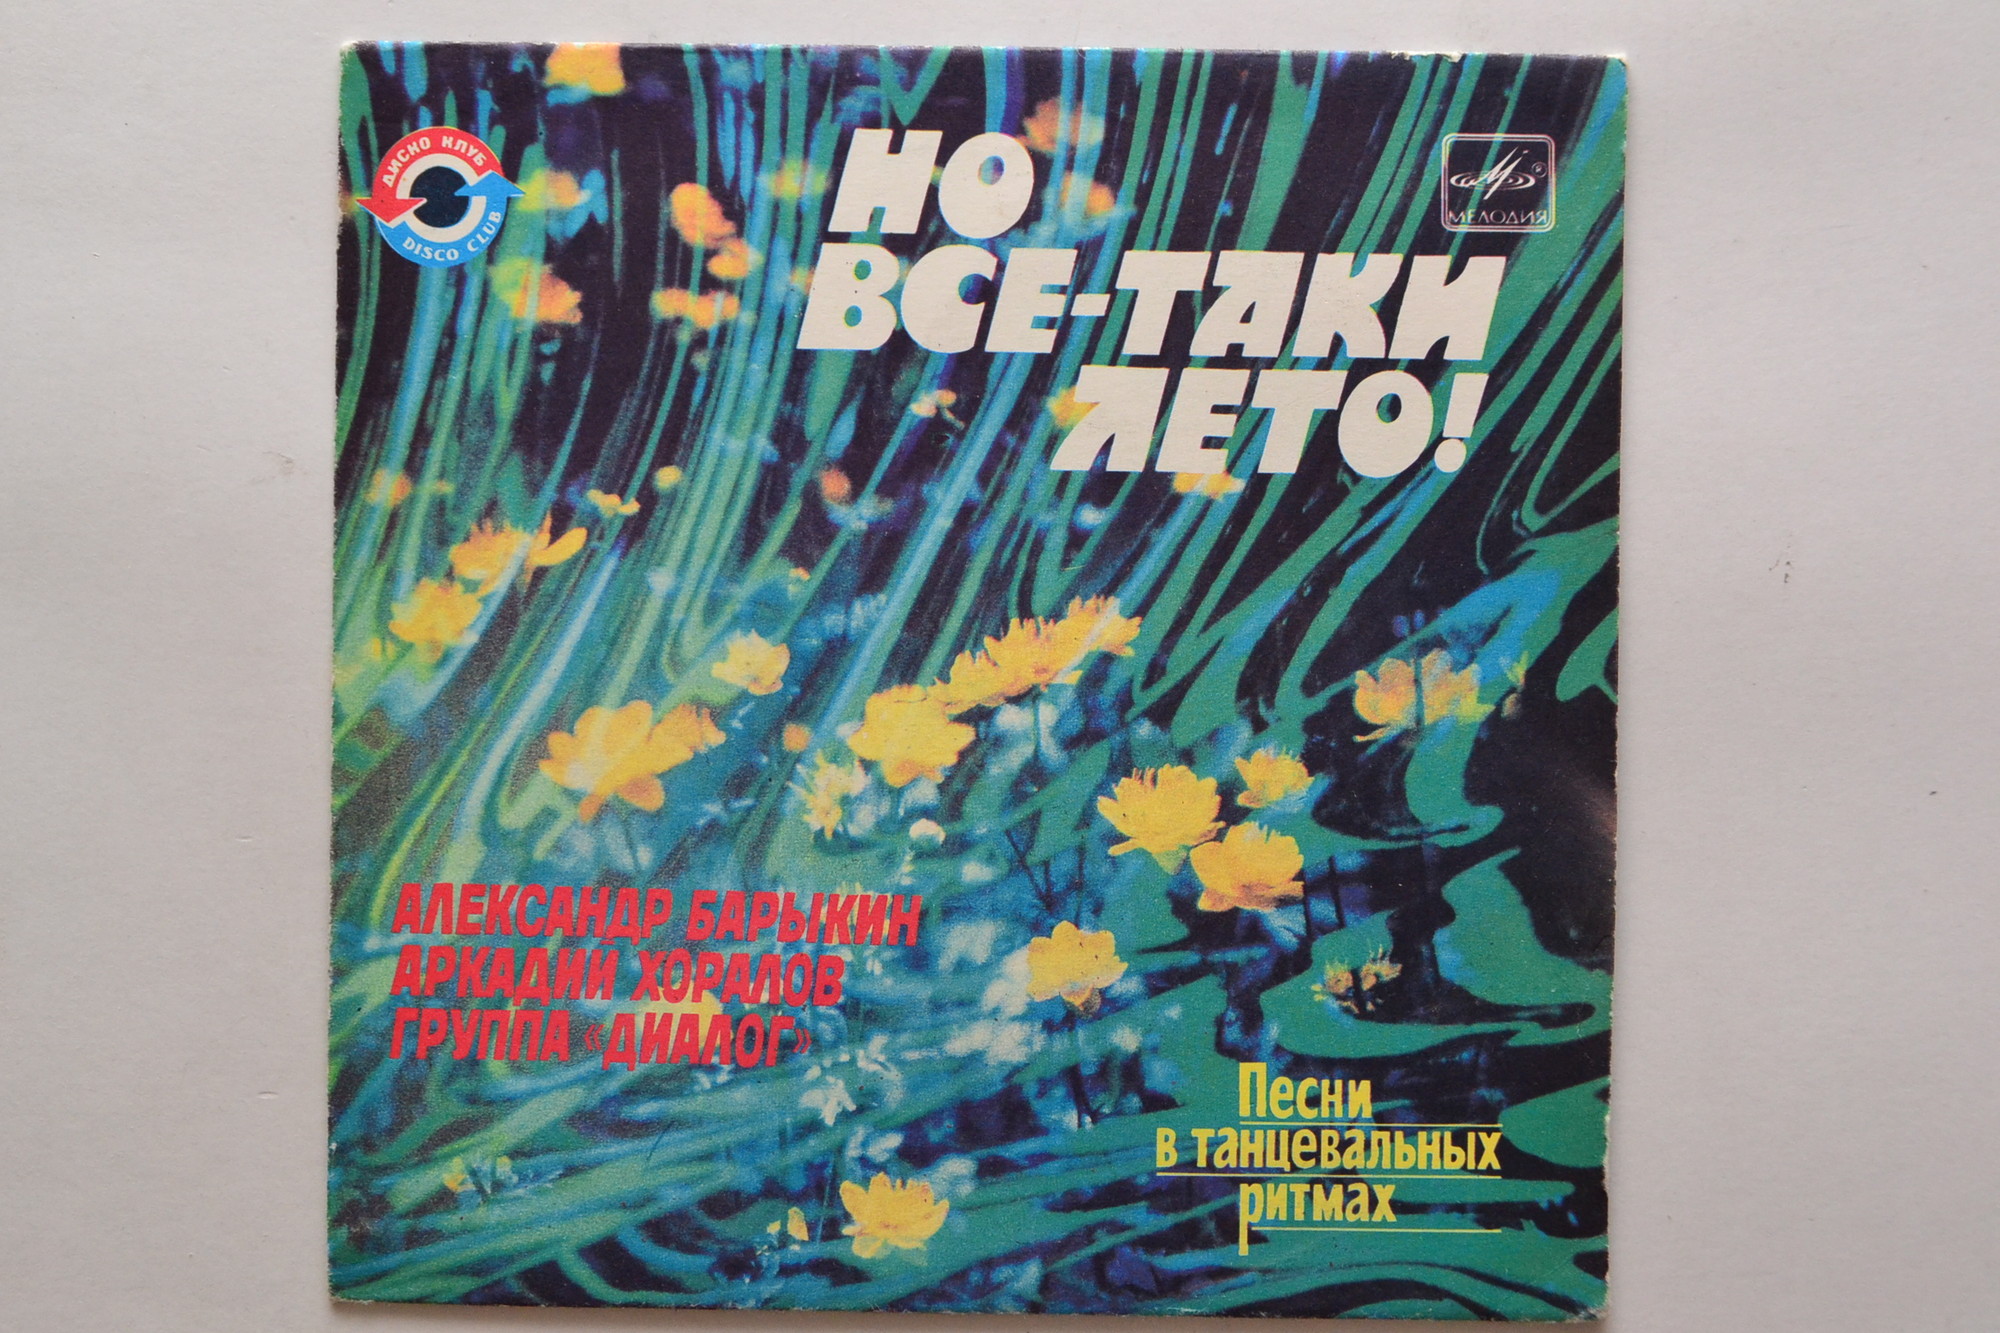 ДИСКО КЛУБ
DISCO CLUB
МЕЛОДИЯ
®
НО
ВСЕ-ТАКИ
ЛЕТО!
АЛЕКСАНДР БАРЫКИН
АРКАДИЙ ХОРАЛОВ
ГРУППА «ДИАЛОГ»
Песни
в танцевальных
ритмах